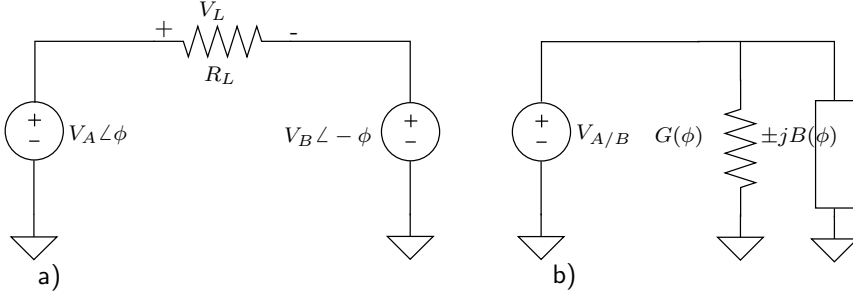 + V_L -
R_L
+
-
V_A∠ϕ
V_B∠ − ϕ
+
-
a)
+
-
V_{A/B}
G(ϕ)
±jB(ϕ)
b)